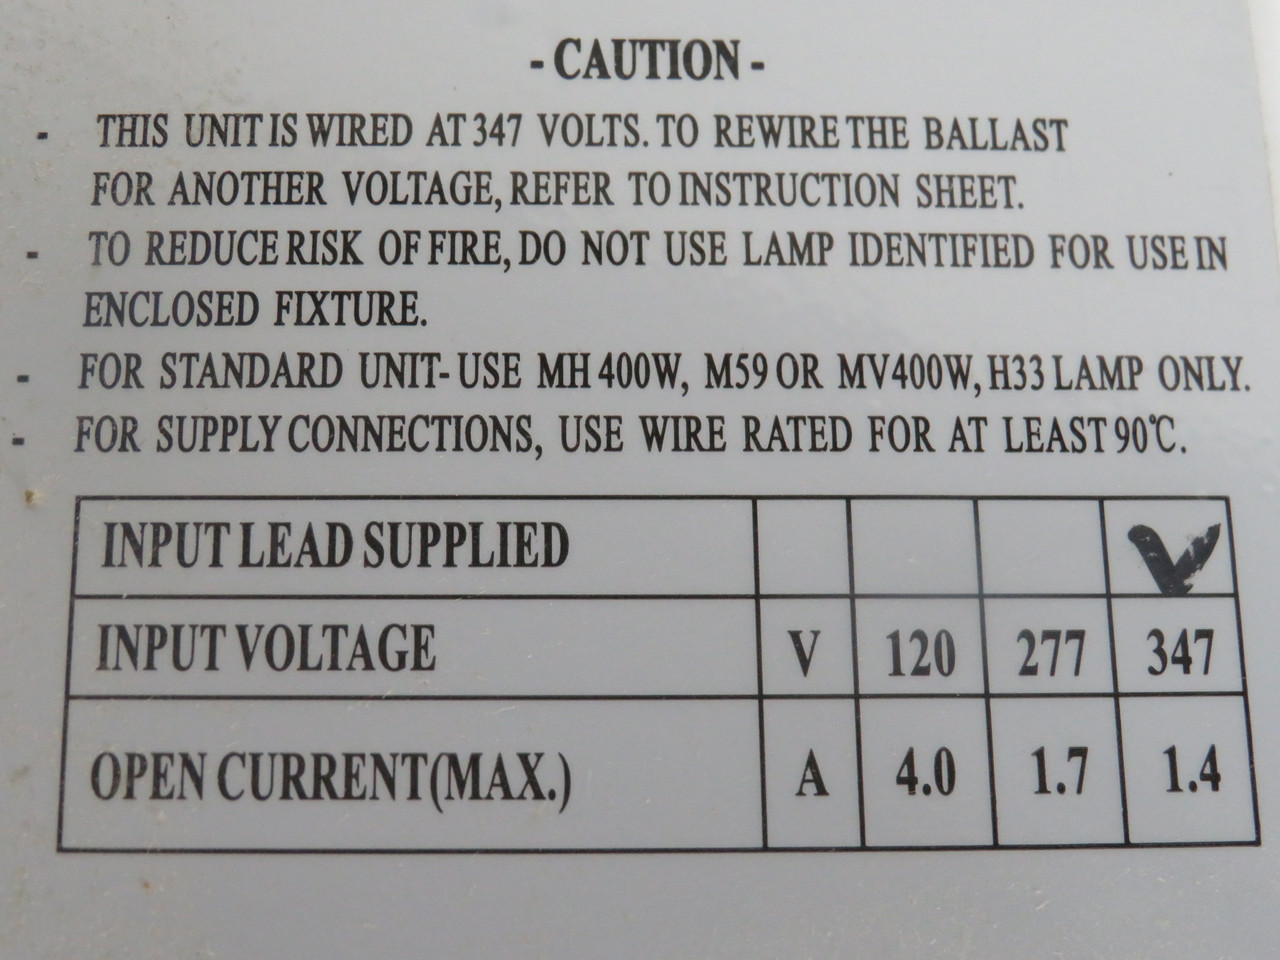 - CAUTION -
- THIS UNIT IS WIRED AT 347 VOLTS. TO REWIRE THE BALLAST
FOR ANOTHER VOLTAGE, REFER TO INSTRUCTION SHEET.
- TO REDUCE RISK OF FIRE, DO NOT USE LAMP IDENTIFIED FOR USE IN
ENCLOSED FIXTURE.
- FOR STANDARD UNIT- USE MH 400W, M59 OR MV400W, H33 LAMP ONLY.
- FOR SUPPLY CONNECTIONS, USE WIRE RATED FOR AT LEAST 90℃.
INPUT LEAD SUPPLIED ✓
INPUT VOLTAGE V 120 277 347
OPEN CURRENT(MAX.) A 4.0 1.7 1.4